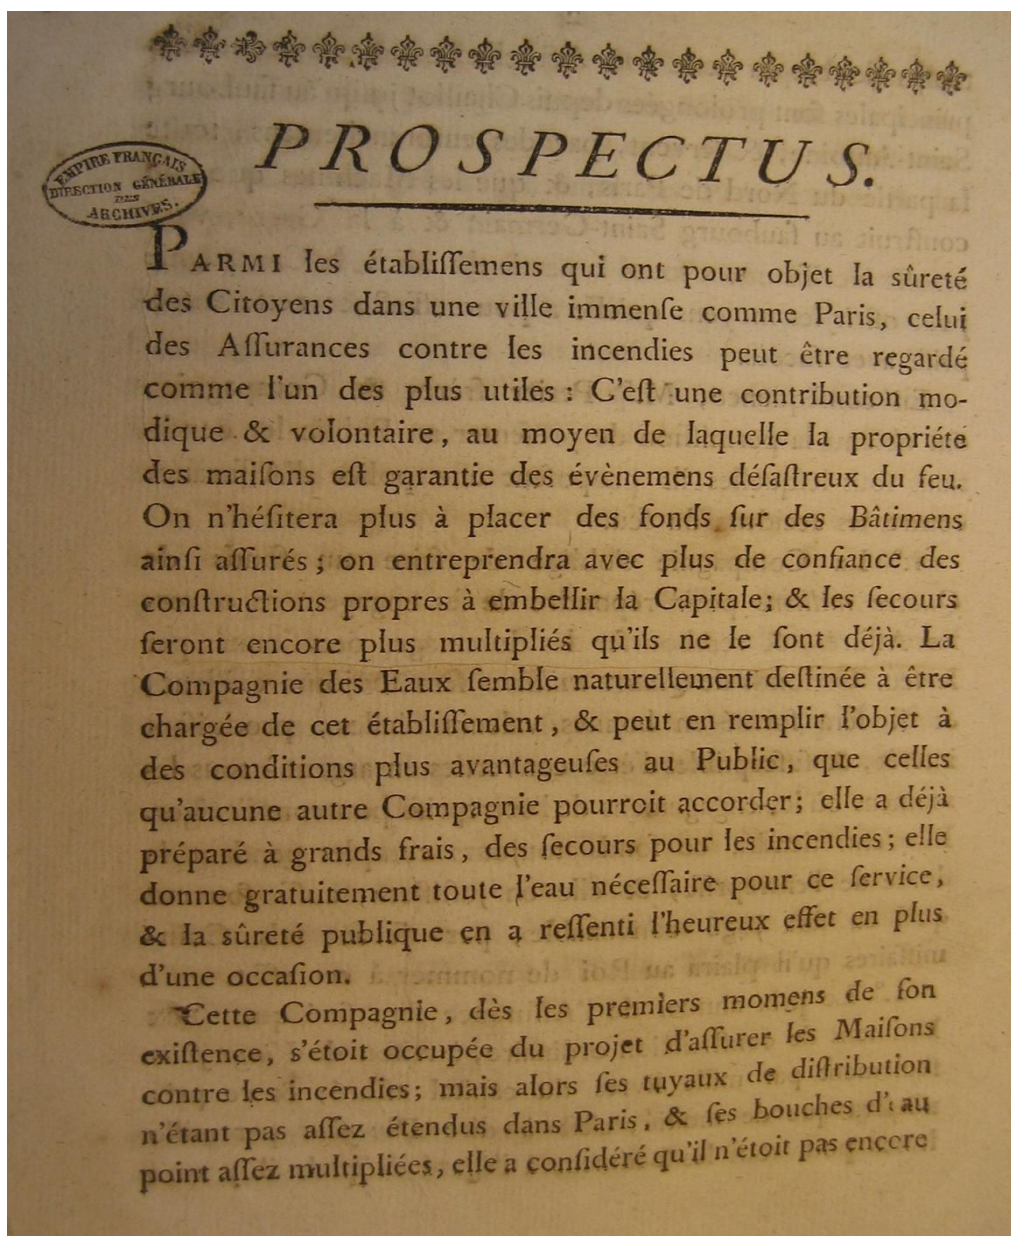 PROSPECTUS.
EMPIRE FRANÇAIS
DIRECTION GÉNÉRALE
DES
ARCHIVES.
PARMI les établiſſemens qui ont pour objet la sûreté
des Citoyens dans une ville immenſe comme Paris, celui
des Aſſurances contre les incendies peut être regardé
comme l'un des plus utiles : C'eſt une contribution mo-
dique & volontaire, au moyen de laquelle la propriéte
des maiſons eſt garantie des évènemens déſaſtreux du feu.
On n'héſitera plus à placer des fonds ſur des Bâtimens
ainſi aſſurés ; on entreprendra avec plus de confiance des
conſtructions propres à embellir la Capitale; & les ſecours
ſeront encore plus multipliés qu'ils ne le ſont déjà. La
Compagnie des Eaux ſemble naturellement deſtinée à être
chargée de cet établiſſement, & peut en remplir l'objet à
des conditions plus avantageuſes au Public, que celles
qu'aucune autre Compagnie pourroit accorder; elle a déjà
préparé à grands frais, des ſecours pour les incendies; elle
donne gratuitement toute l'eau néceſſaire pour ce ſervice,
& la sûreté publique en a reſſenti l'heureux effet en plus
d'une occaſion.
Cette Compagnie, dès les premiers momens de ſon
exiſtence, s'étoit occupée du projet d'aſſurer les Maiſons
contre les incendies; mais alors ſes tuyaux de diſtribution
n'étant pas aſſez étendus dans Paris, & ſes bouches d'eau
point aſſez multipliées, elle a conſidéré qu'il n'étoit pas encore